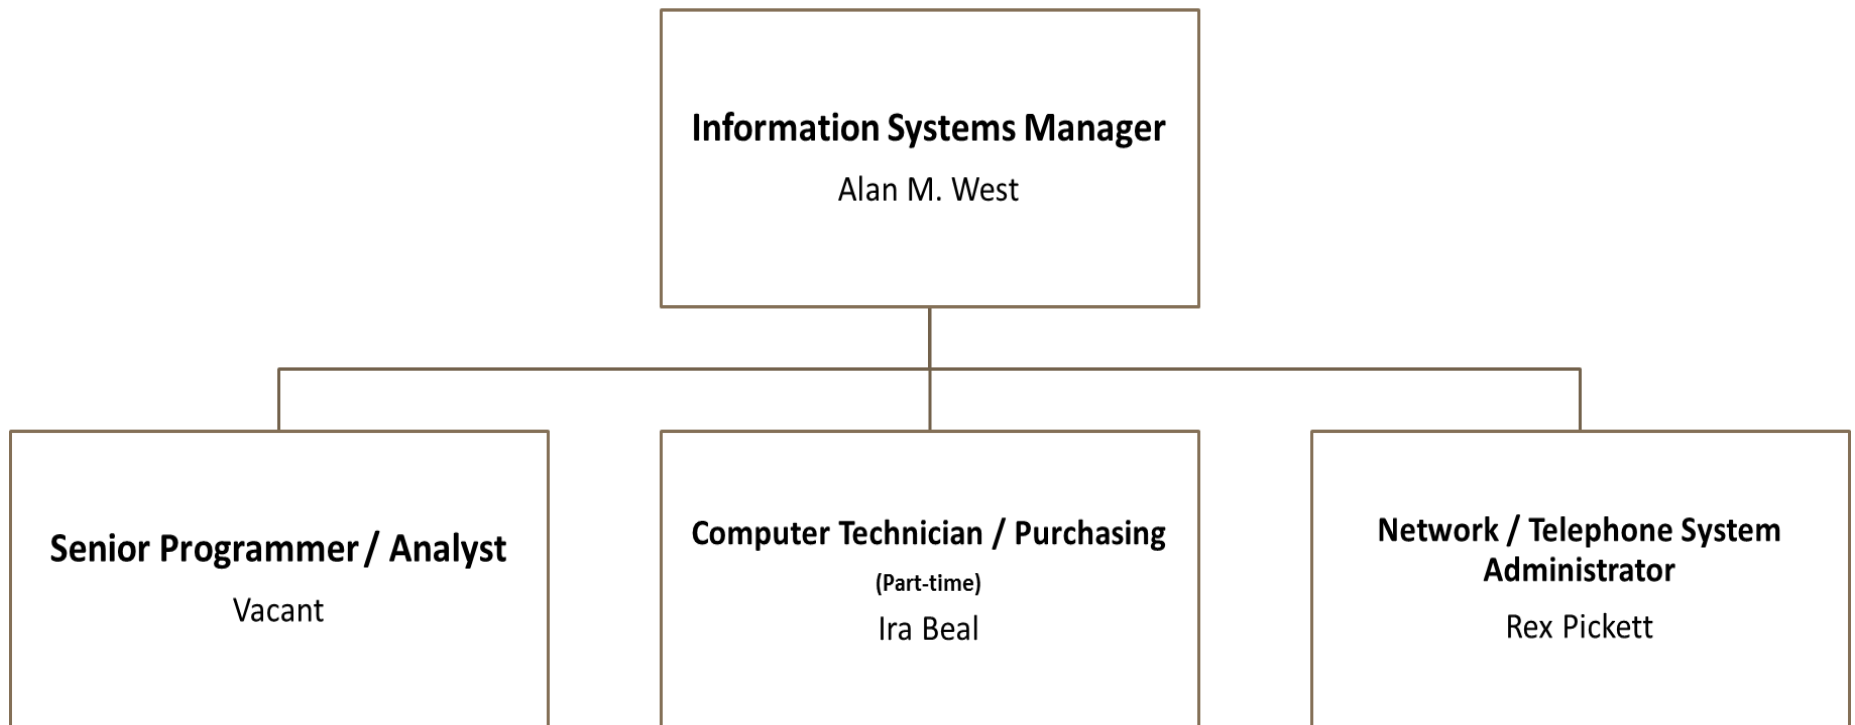 Information Systems Manager
Alan M. West
Senior Programmer / Analyst
Vacant
Computer Technician / Purchasing
(Part-time)
Ira Beal
Network / Telephone System
Administrator
Rex Pickett